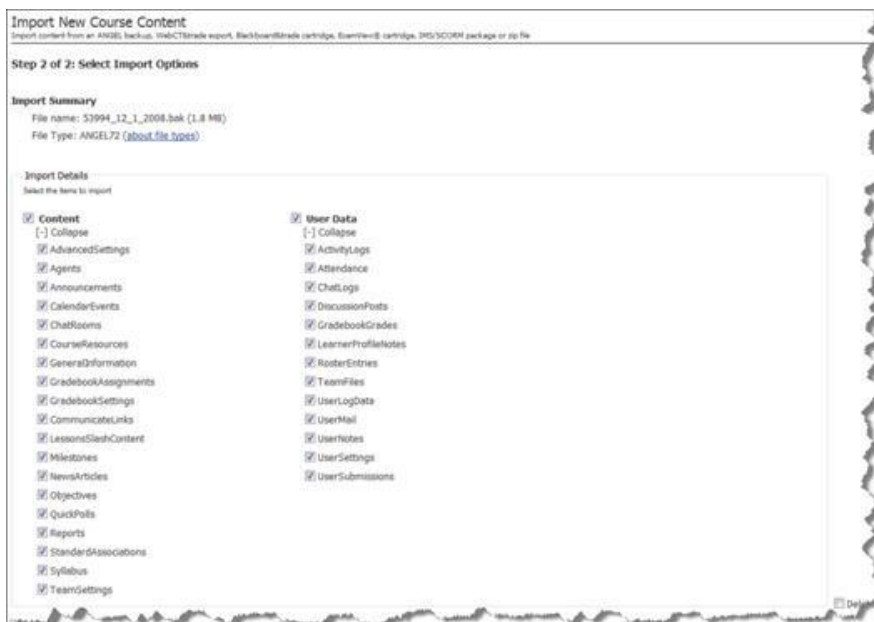 Import New Course Content
Import content from an ANGEL backup, WebCT&trade export, Blackboard&trade cartridge, ExamView® cartridge, IMS/SCORM package or zip file
Step 2 of 2: Select Import Options
Import Summary
File name: 53994_12_1_2008.bak (1.8 MB)
File Type: ANGEL72 (about file types)
Import Details
Select the items to import
Content
[-] Collapse
AdvancedSettings
Agents
Announcements
CalendarEvents
ChatRooms
CourseResources
GeneralInformation
GradebookAssignments
GradebookSettings
CommunicateLinks
LessonsSlashContent
Milestones
NewsArticles
Objectives
QuickPolls
Reports
StandardAssociations
Syllabus
TeamSettings
User Data
[-] Collapse
ActivityLogs
Attendance
ChatLogs
DiscussionPosts
GradebookGrades
LearnerProfileNotes
RosterEntries
TeamFiles
UserLogData
UserMail
UserNotes
UserSettings
UserSubmissions